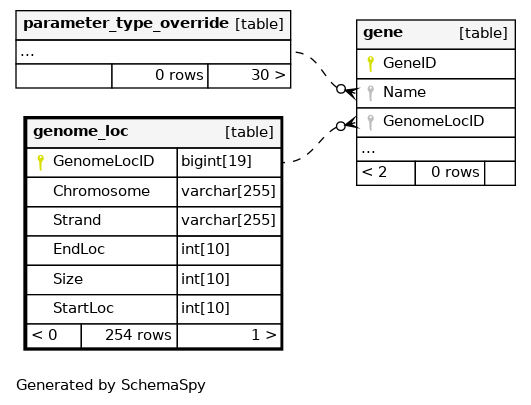 parameter_type_override [table]
...
0 rows 30 >
gene [table]
GeneID
Name
GenomeLocID
...
< 2 0 rows
genome_loc [table]
GenomeLocID bigint[19]
Chromosome varchar[255]
Strand varchar[255]
EndLoc int[10]
Size int[10]
StartLoc int[10]
< 0 254 rows 1 >
Generated by SchemaSpy